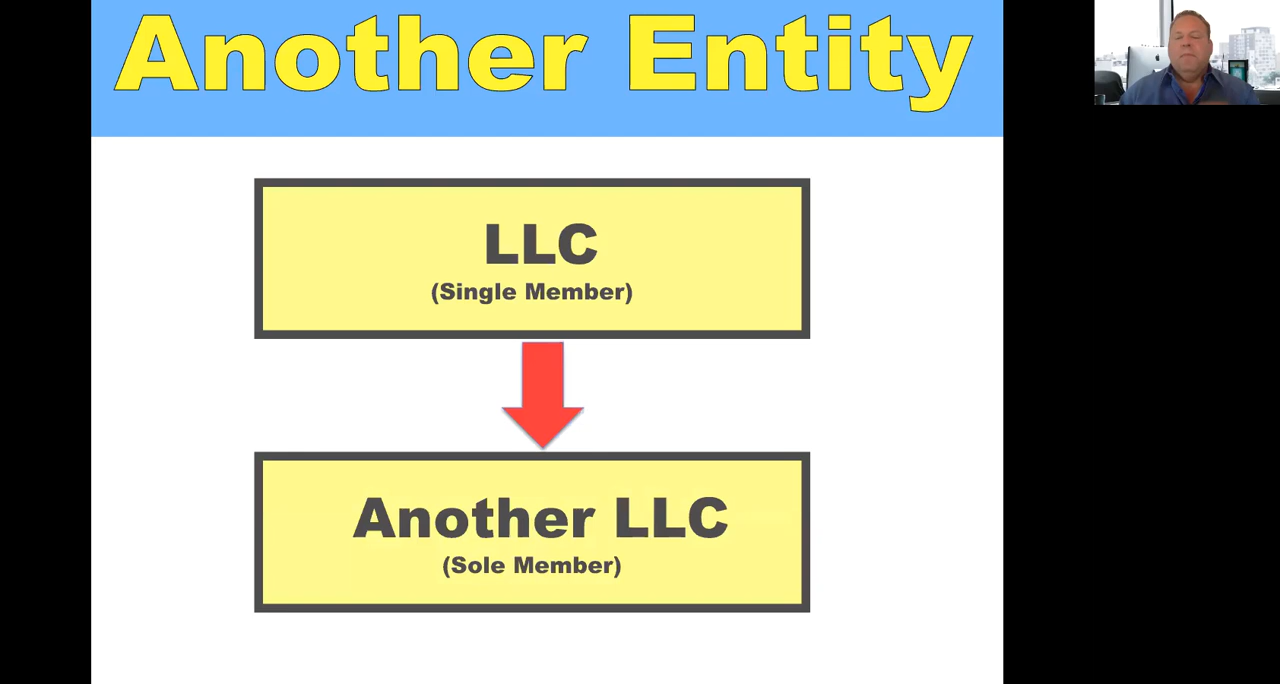 Another Entity
LLC
(Single Member)
Another LLC
(Sole Member)